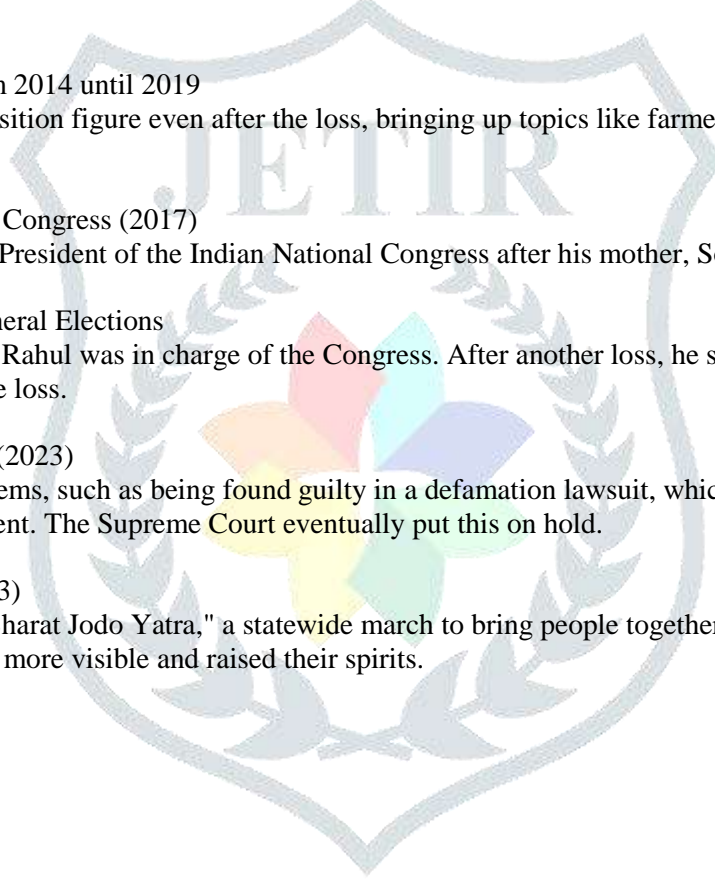 2014 until 2019
sition figure even after the loss, bringing up topics like farme
JETIR
Congress (2017)
President of the Indian National Congress after his mother, S
neral Elections
Rahul was in charge of the Congress. After another loss, he s
e loss.
(2023)
ems, such as being found guilty in a defamation lawsuit, whic
ent. The Supreme Court eventually put this on hold.
3)
harat Jodo Yatra," a statewide march to bring people together
more visible and raised their spirits.